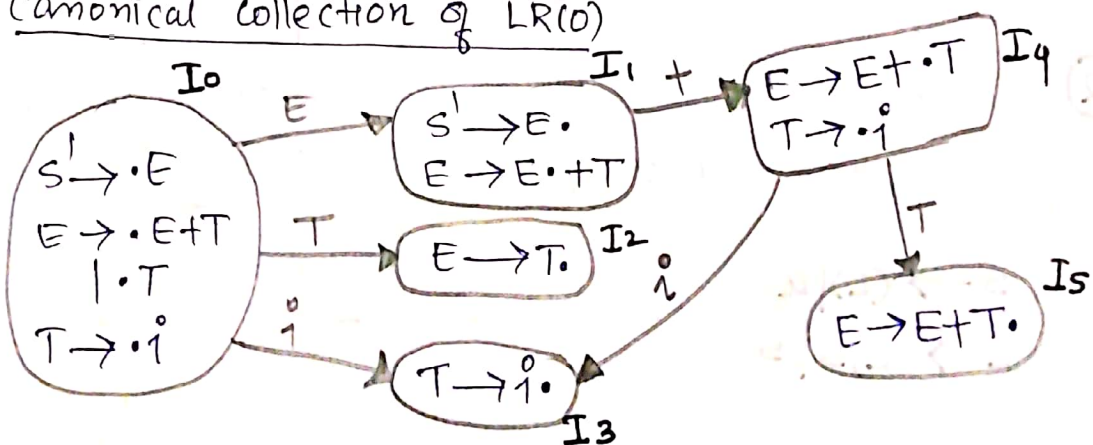 Canonical Collection of LR(0)
I0
S' → .E
E → .E+T
| .T
T → .i
E
T
i
I1
S' → E.
E → E.+T
+
I2
E → T.
I3
T → i.
I4
E → E+.T
T → .i
i
T
I5
E → E+T.